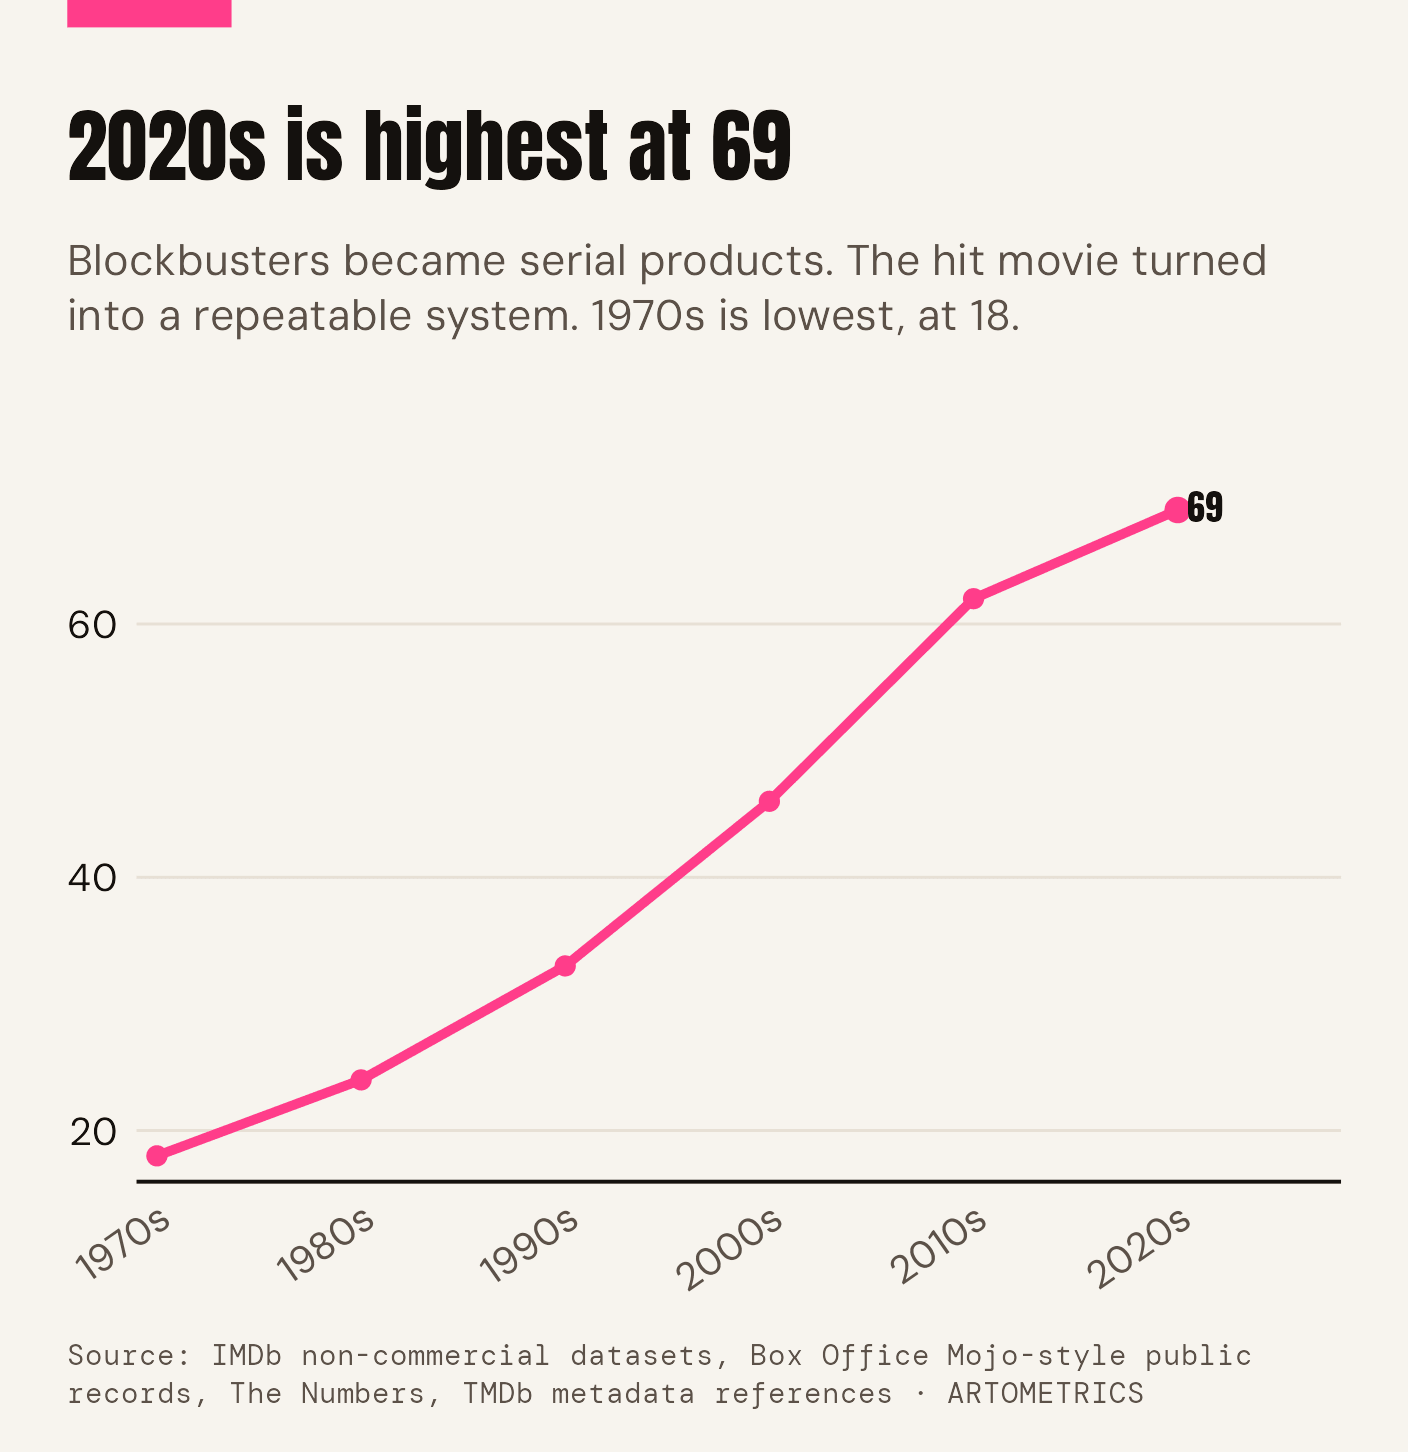 2020s is highest at 69
Blockbusters became serial products. The hit movie turned
into a repeatable system. 1970s is lowest, at 18.
69
60
40
20
1970s
1980s
1990s
2000s
2010s
2020s
Source: IMDb non-commercial datasets, Box Office Mojo-style public
records, The Numbers, TMDb metadata references · ARTOMETRICS